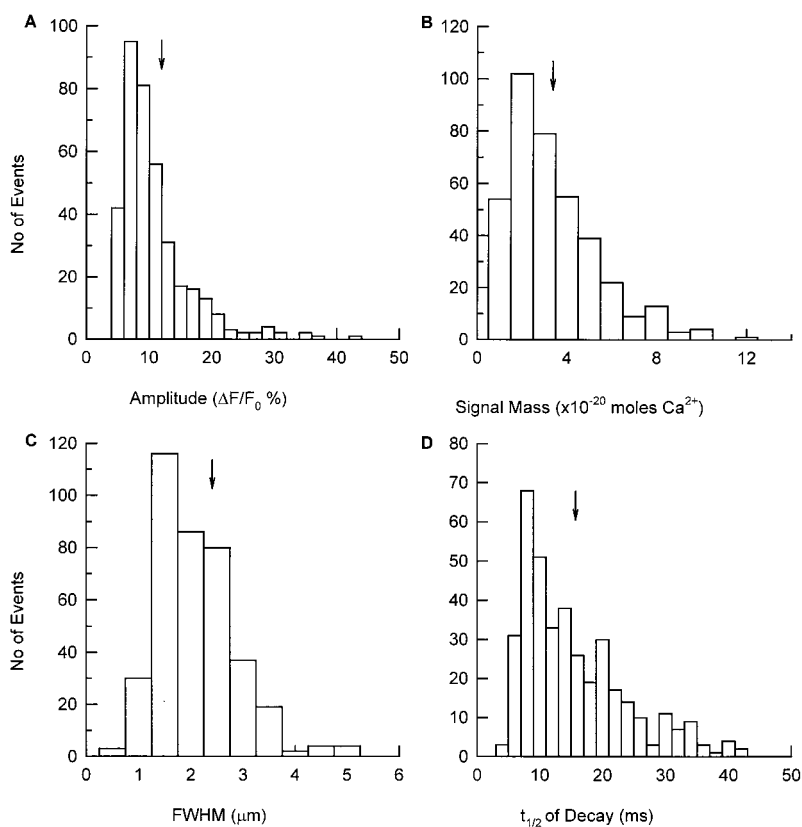 A
No of Events
100
80
60
40
20
0
0 10 20 30 40 50
Amplitude (ΔF/F₀ %)
B
120
100
80
60
40
20
0
0 4 8 12
Signal Mass (x10⁻²⁰ moles Ca²⁺)
C
No of Events
120
100
80
60
40
20
0
0 1 2 3 4 5 6
FWHM (μm)
D
80
70
60
50
40
30
20
10
0
0 10 20 30 40 50
t₁/₂ of Decay (ms)